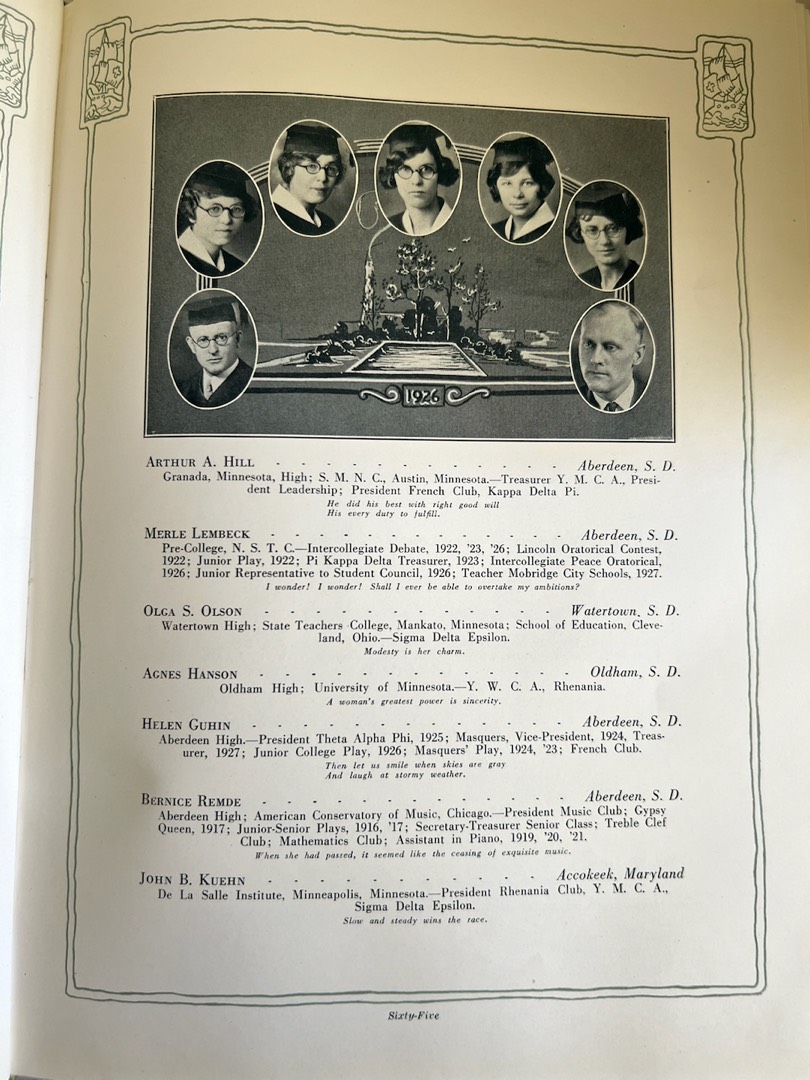 1926
ARTHUR A. HILL - - - - - - - - - - - - Aberdeen, S. D.
Granada, Minnesota, High; S. M. N. C., Austin, Minnesota.—Treasurer Y. M. C. A., Presi-
dent Leadership; President French Club, Kappa Delta Pi.
He did his best with right good will
His every duty to fulfill.
MERLE LEMBECK - - - - - - - - - - - - Aberdeen, S. D.
Pre-College, N. S. T. C.—Intercollegiate Debate, 1922, '23, '26; Lincoln Oratorical Contest,
1922; Junior Play, 1922; Pi Kappa Delta Treasurer, 1923; Intercollegiate Peace Oratorical,
1926; Junior Representative to Student Council, 1926; Teacher Mobridge City Schools, 1927.
I wonder! I wonder! Shall I ever be able to overtake my ambitions?
OLGA S. OLSON - - - - - - - - - - - - Watertown, S. D.
Watertown High; State Teachers College, Mankato, Minnesota; School of Education, Cleve-
land, Ohio.—Sigma Delta Epsilon.
Modesty is her charm.
AGNES HANSON - - - - - - - - - - - - Oldham, S. D.
Oldham High; University of Minnesota.—Y. W. C. A., Rhenania.
A woman's greatest power is sincerity.
HELEN GUHIN - - - - - - - - - - - - Aberdeen, S. D.
Aberdeen High.—President Theta Alpha Phi, 1925; Masquers, Vice-President, 1924, Treas-
urer, 1927; Junior College Play, 1926; Masquers' Play, 1924, '23; French Club.
Then let us smile when skies are gray
And laugh at stormy weather.
BERNICE REMDE - - - - - - - - - - - - Aberdeen, S. D.
Aberdeen High; American Conservatory of Music, Chicago.—President Music Club; Gypsy
Queen, 1917; Junior-Senior Plays, 1916, '17; Secretary-Treasurer Senior Class; Treble Clef
Club; Mathematics Club; Assistant in Piano, 1919, '20, '21.
When she had passed, it seemed like the ceasing of exquisite music.
JOHN B. KUEHN - - - - - - - - - - - Accokeek, Maryland
De La Salle Institute, Minneapolis, Minnesota.—President Rhenania Club, Y. M. C. A.,
Sigma Delta Epsilon.
Slow and steady wins the race.
Sixty-Five